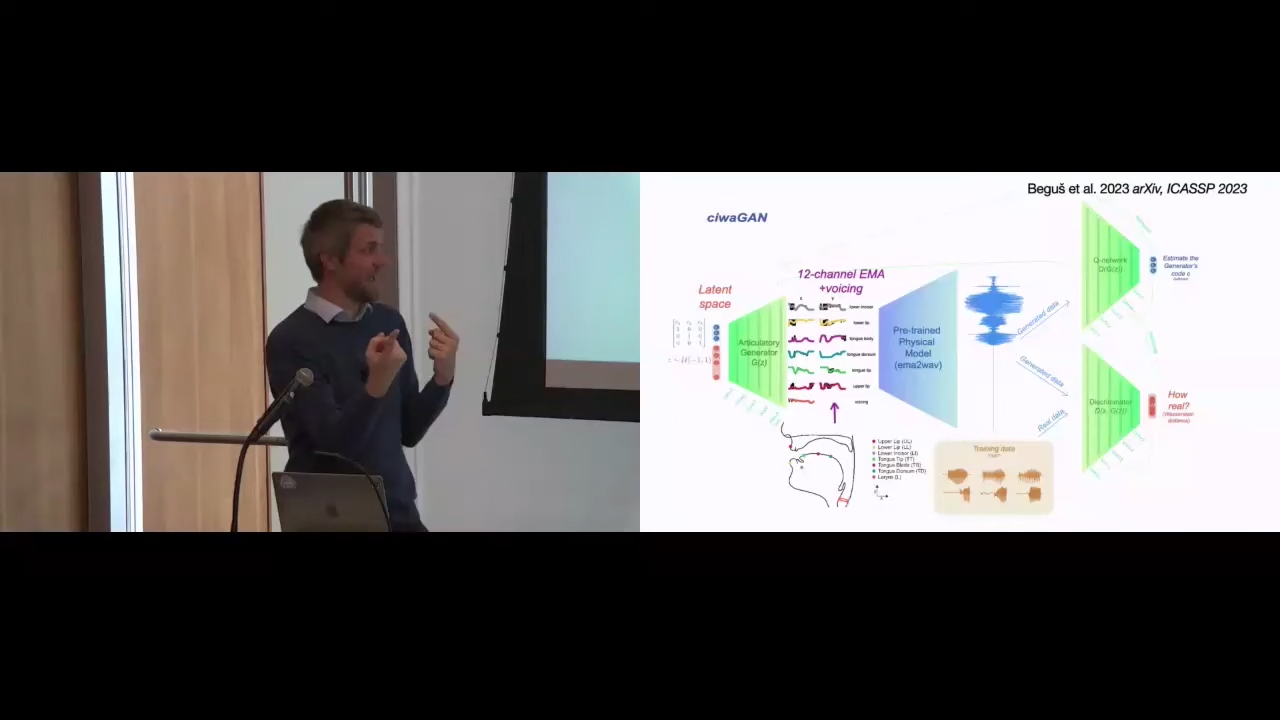 Beguš et al. 2023 arXiv, ICASSP 2023
ciwaGAN
12-channel EMA
+voicing
Latent
space
Articulatory
Generator
G(z)
X
Y
lower incisor
lower lip
tongue body
tongue dorsum
tongue tip
upper lip
voicing
Pre-trained
Physical
Model
(ema2wav)
Generated data
Generated data
Real data
Q-network
Q(G(z))
Estimate the
Generator's
code c
Discriminator
D(x, G(z))
How
real?
(Wasserstein
distance)
Upper Lip (UL)
Lower Lip (LL)
Lower Incisor (LI)
Tongue Tip (TT)
Tongue Blade (TB)
Tongue Dorsum (TD)
Larynx (L)
Training data